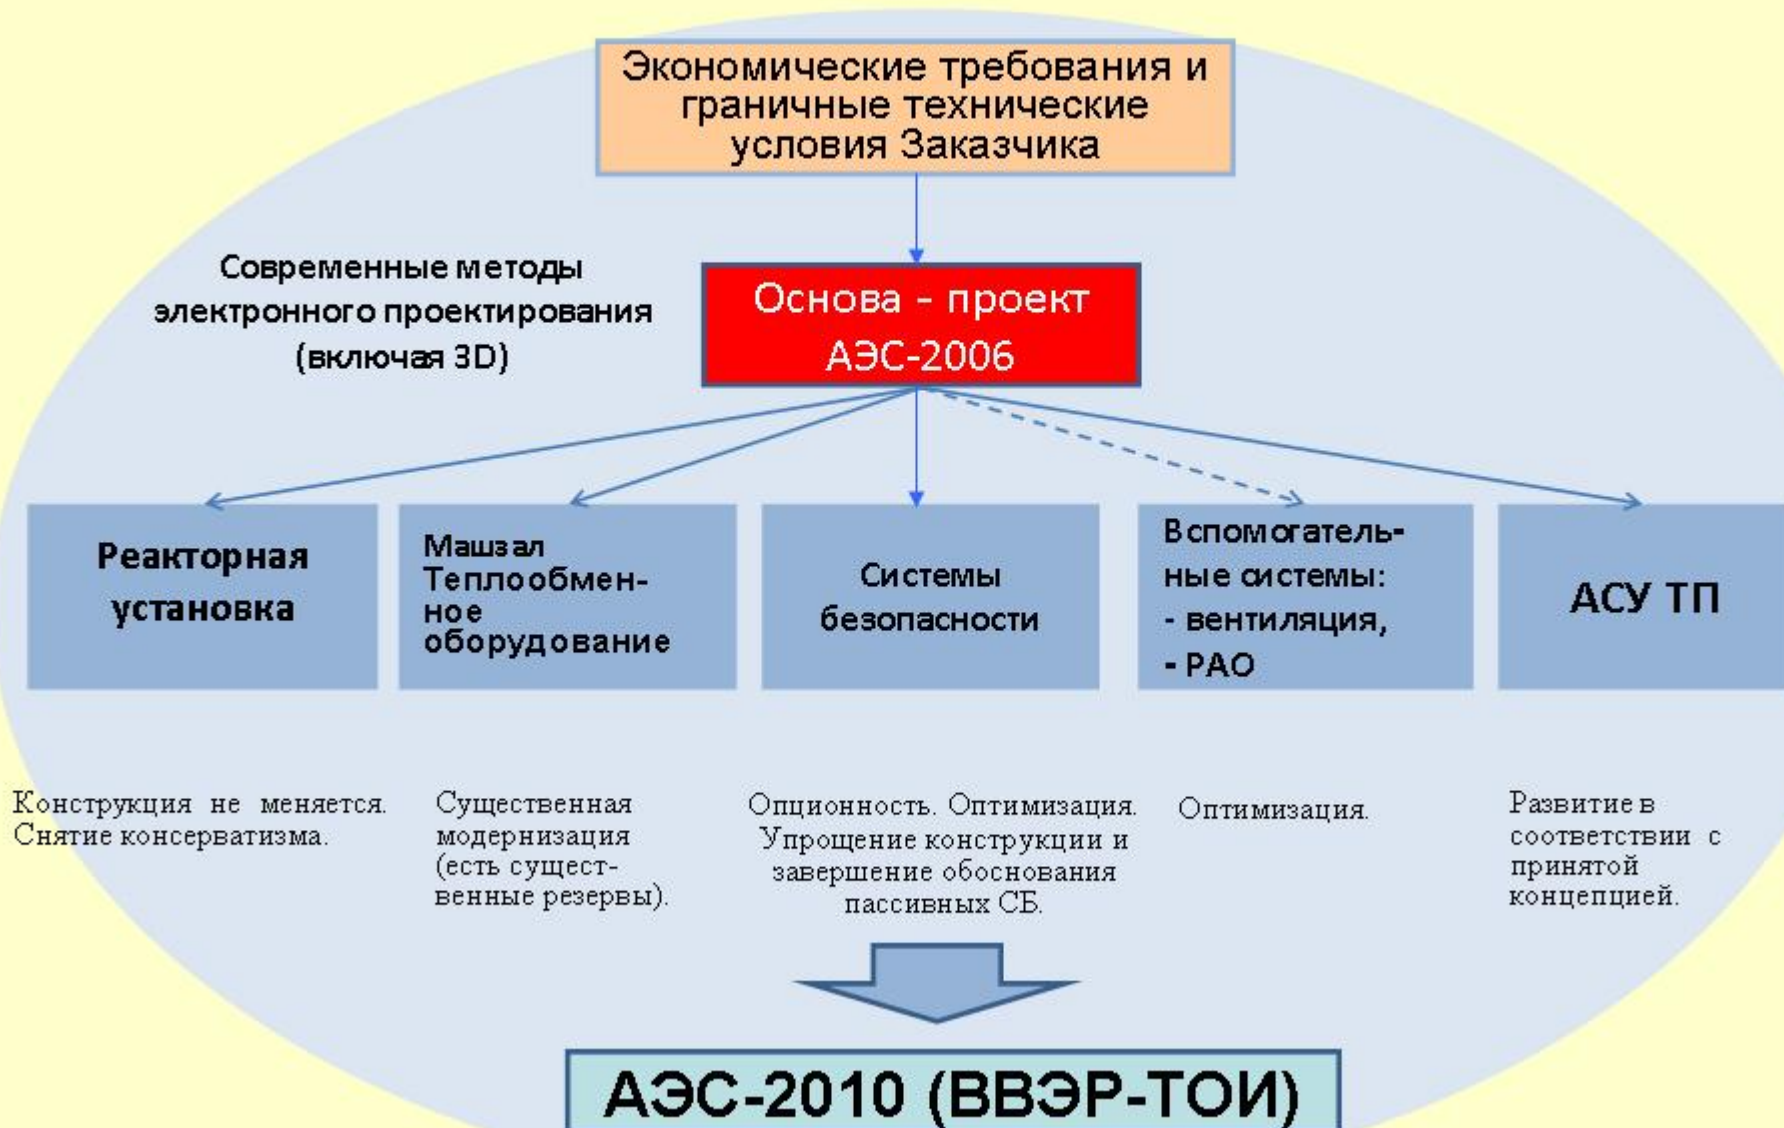 Экономические требования и
граничные технические
условия Заказчика
Современные методы
электронного проектирования
(включая 3D)
Основа - проект
АЭС-2006
Реакторная
установка
Машзал
Теплообмен-
ное
оборудование
Системы
безопасности
Вспомогатель-
ные системы:
- вентиляция,
- РАО
АСУ ТП
Конструкция не меняется.
Снятие консерватизма.
Существенная
модернизация
(есть сущест-
венные резервы).
Опционность. Оптимизация.
Упрощение конструкции и
завершение обоснования
пассивных СБ.
Оптимизация.
Развитие в
соответствии с
принятой
концепцией.
АЭС-2010 (ВВЭР-ТОИ)